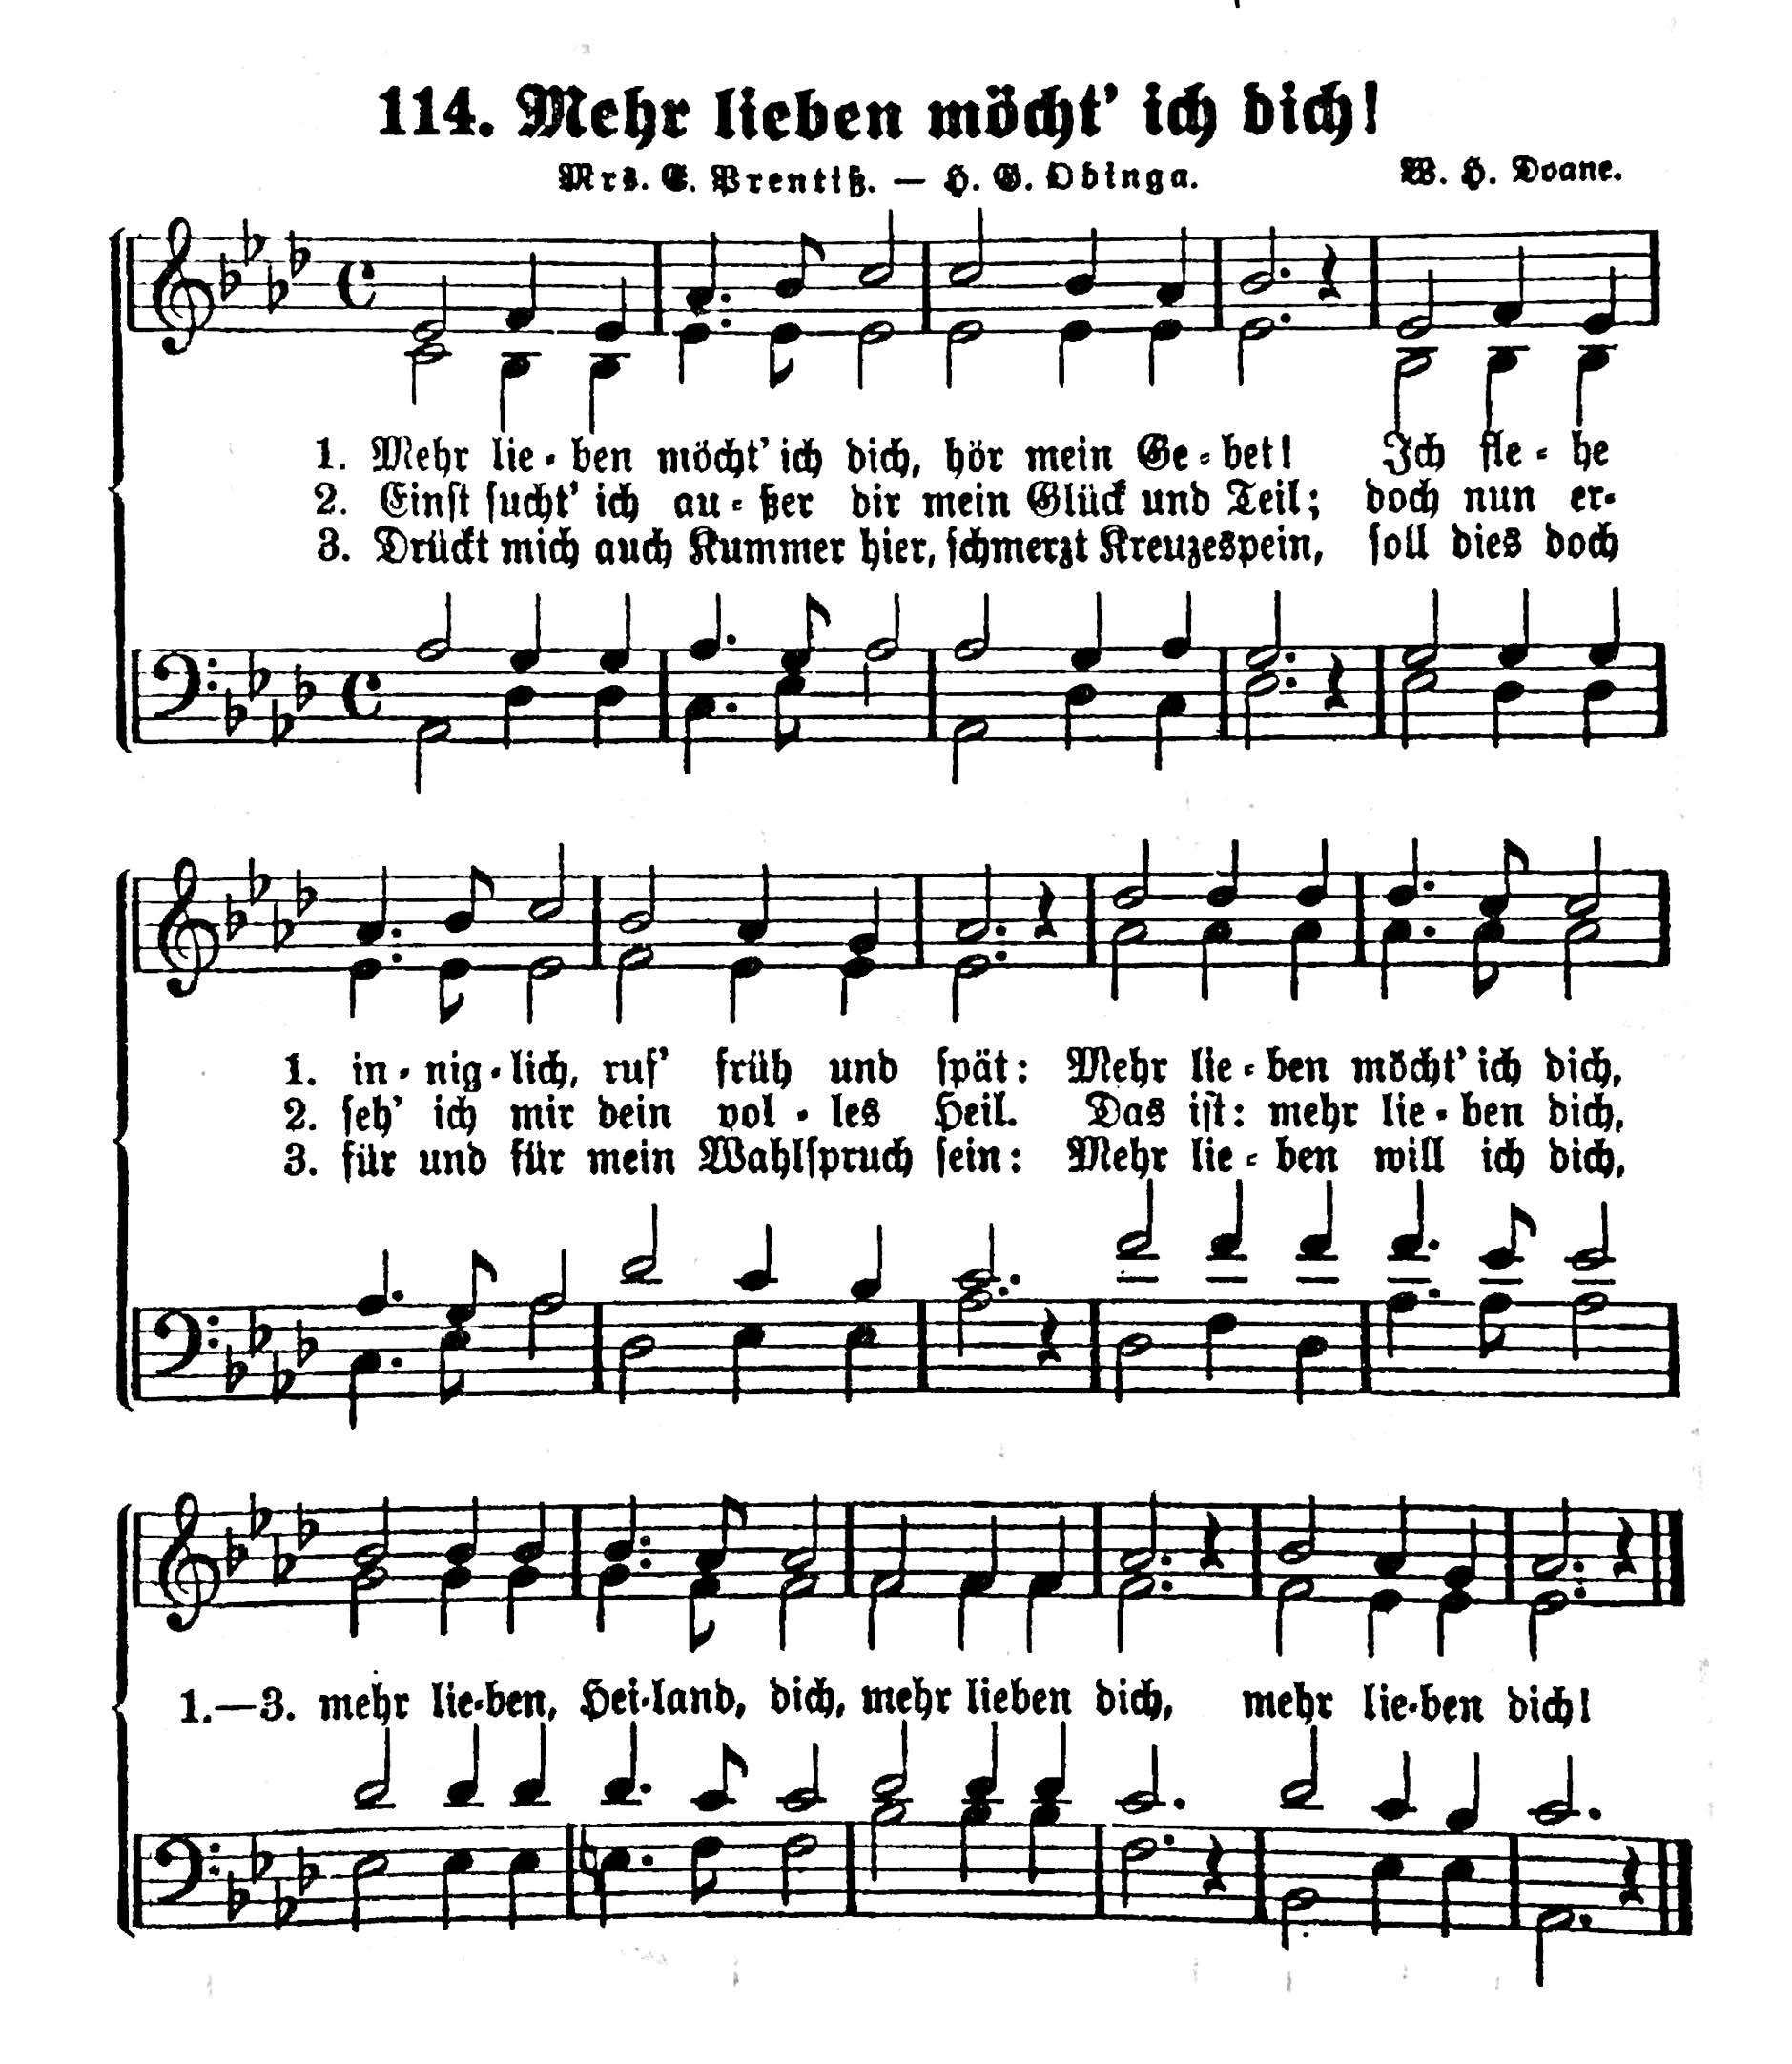 114. Mehr lieben möcht’ ich dich!
Mrs. E. Prentiß. — H. G. Obinga.
W. H. Doane.
1. Mehr lie-ben möcht’ ich dich, hör mein Ge-bet! Ich fle-he
2. Einst sucht’ ich au-ßer dir mein Glück und Teil; doch nun er-
3. Drückt mich auch Kummer hier, schmerzt Kreuzespein, soll dies doch
1. in-nig-lich, ruf’ früh und spät: Mehr lie-ben möcht’ ich dich,
2. seh’ ich mir dein vol-les Heil. Das ist: mehr lie-ben dich,
3. für und für mein Wahlspruch sein: Mehr lie-ben will ich dich,
1.—3. mehr lie-ben, Hei-land, dich, mehr lieben dich, mehr lie-ben dich!